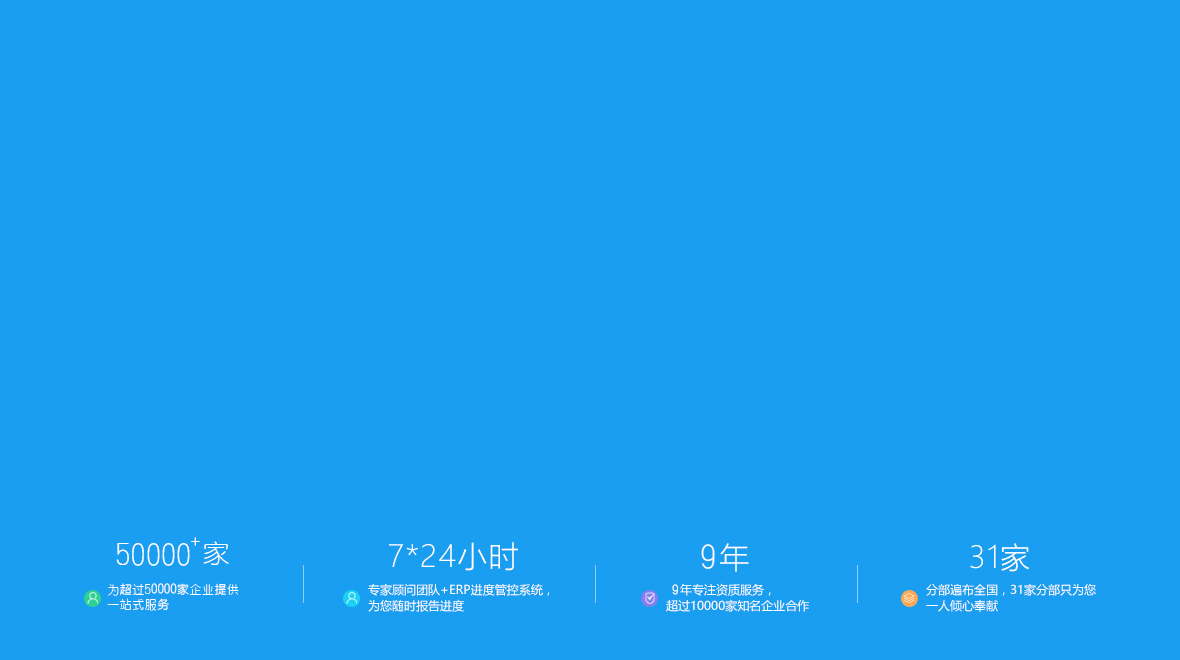 50000+家
为超过50000家企业提供
一站式服务
7*24小时
专家顾问团队+ERP进度管控系统，
为您随时报告进度
9年
9年专注资质服务，
超过10000家知名企业合作
31家
分部遍布全国，31家分部只为您
一人倾心奉献